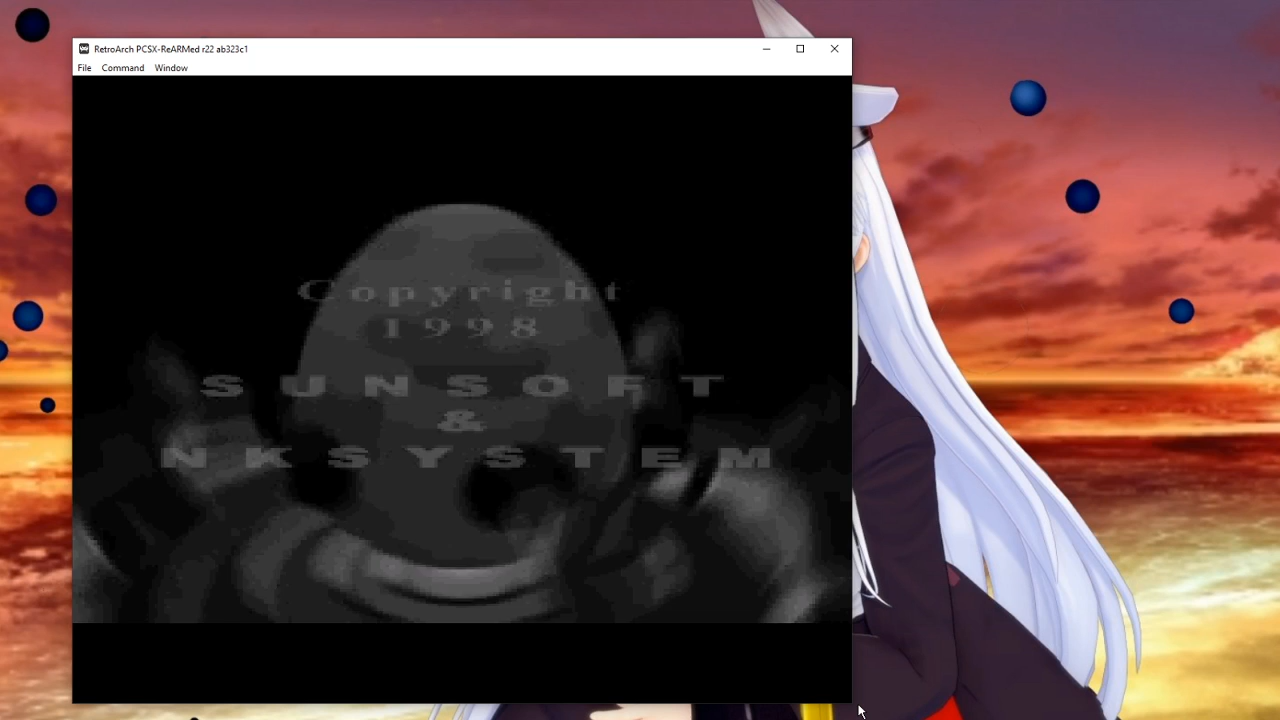 RetroArch PCSX-ReARMed r22 ab323c1
File Command Window
Copyright
1998
SUNSOFT
&
NKSYSTEM